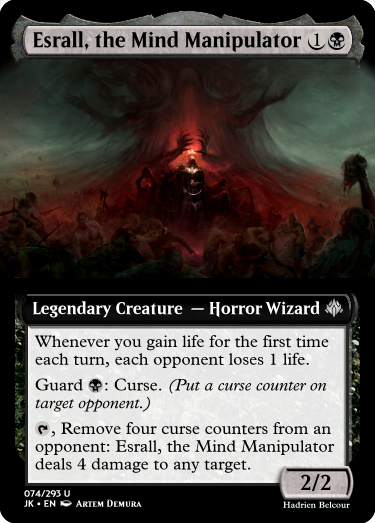 Esrall, the Mind Manipulator 1
Legendary Creature — Horror Wizard
Whenever you gain life for the first time
each turn, each opponent loses 1 life.
Guard : Curse. (Put a curse counter on
target opponent.)
, Remove four curse counters from an
opponent: Esrall, the Mind Manipulator
deals 4 damage to any target.
2/2
074/293 U
JK • EN Artem Demura
Hadrien Belcour